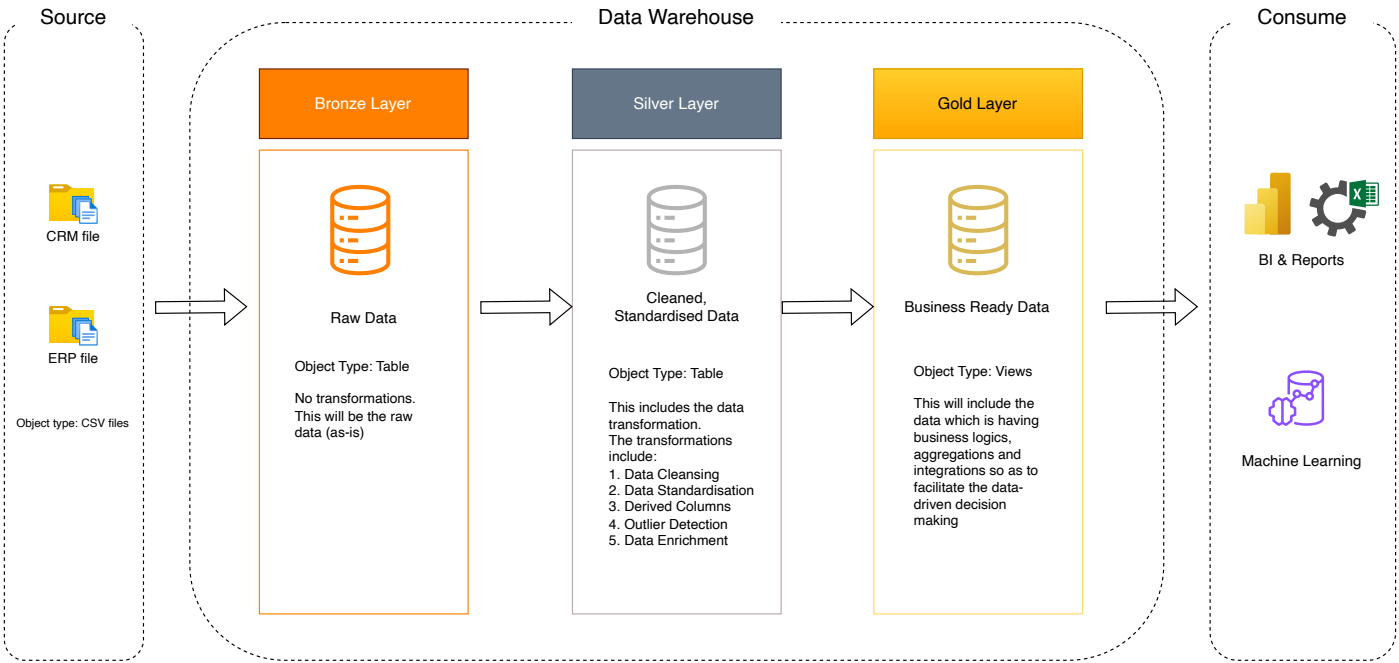 Source
Data Warehouse
Consume
Bronze Layer
Silver Layer
Gold Layer
CRM file
ERP file
Object type: CSV files
Raw Data
Object Type: Table
No transformations.
This will be the raw
data (as-is)
Cleaned,
Standardised Data
Object Type: Table
This includes the data
transformation.
The transformations
include:
1. Data Cleansing
2. Data Standardisation
3. Derived Columns
4. Outlier Detection
5. Data Enrichment
Business Ready Data
Object Type: Views
This will include the
data which is having
business logics,
aggregations and
integrations so as to
facilitate the data-
driven decision
making
X
BI & Reports
Machine Learning